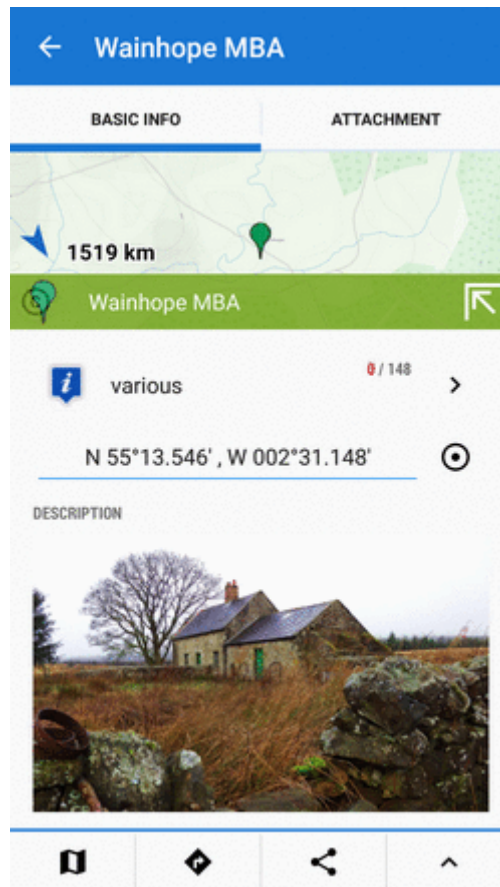 Wainhope MBA
BASIC INFO
ATTACHMENT
1519 km
Wainhope MBA
various
0 / 148
N 55°13.546' , W 002°31.148'
DESCRIPTION